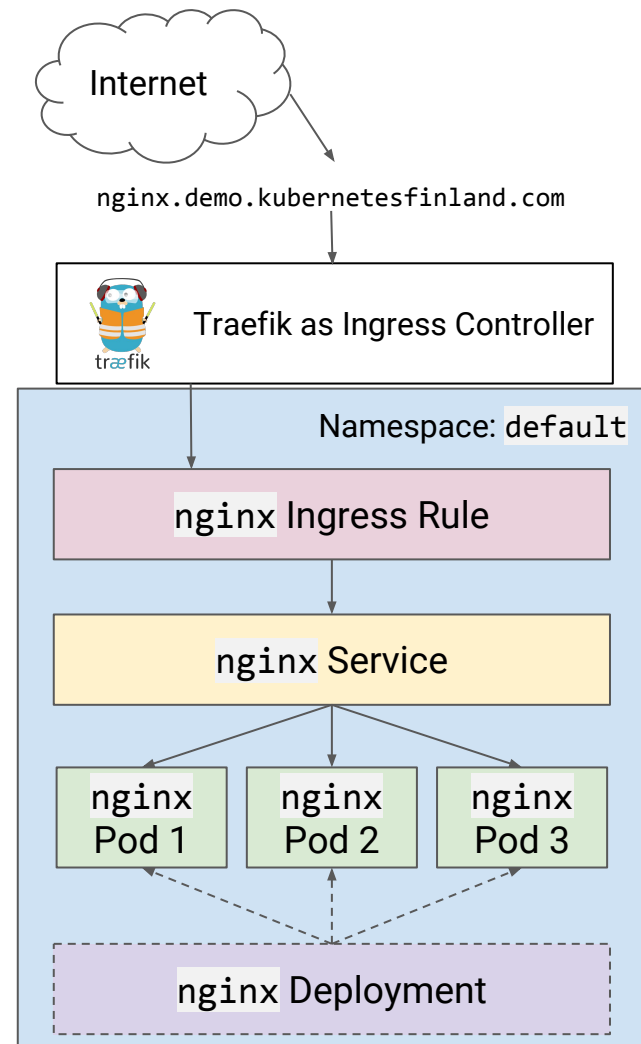 Internet
nginx.demo.kubernetesfinland.com
Traefik as Ingress Controller
træfik
Namespace: default
nginx Ingress Rule
nginx Service
nginx
Pod 1
nginx
Pod 2
nginx
Pod 3
nginx Deployment